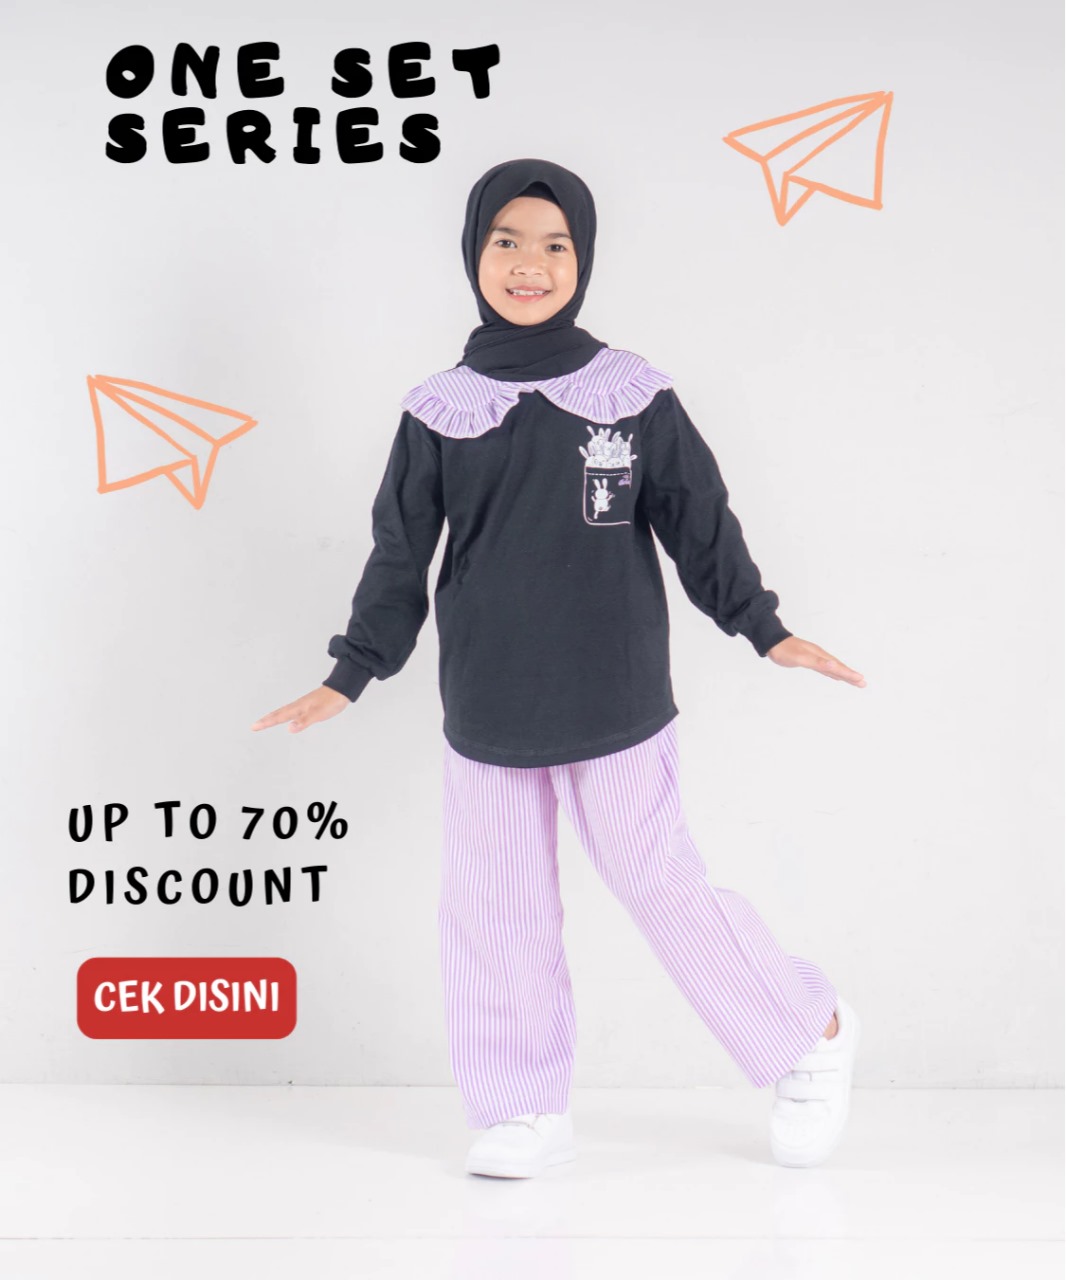 ONE SET
SERIES
UP TO 70%
DISCOUNT
CEK DISINI